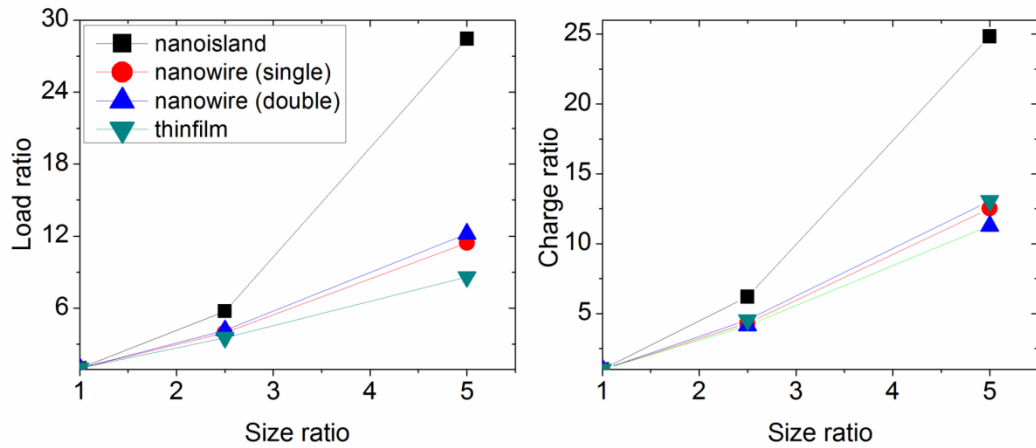 30
24
18
12
6
Load ratio
nanoisland
nanowire (single)
nanowire (double)
thinfilm
1
2
3
4
5
Size ratio
25
20
15
10
5
Charge ratio
1
2
3
4
5
Size ratio